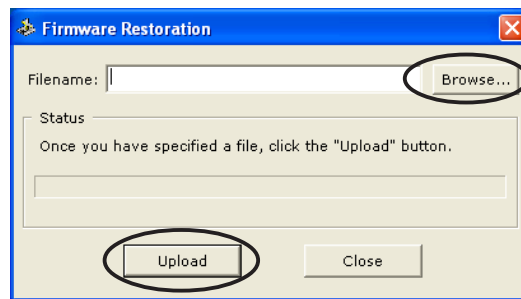 Firmware Restoration
Filename: Browse...
Status
Once you have specified a file, click the "Upload" button.
Upload Close